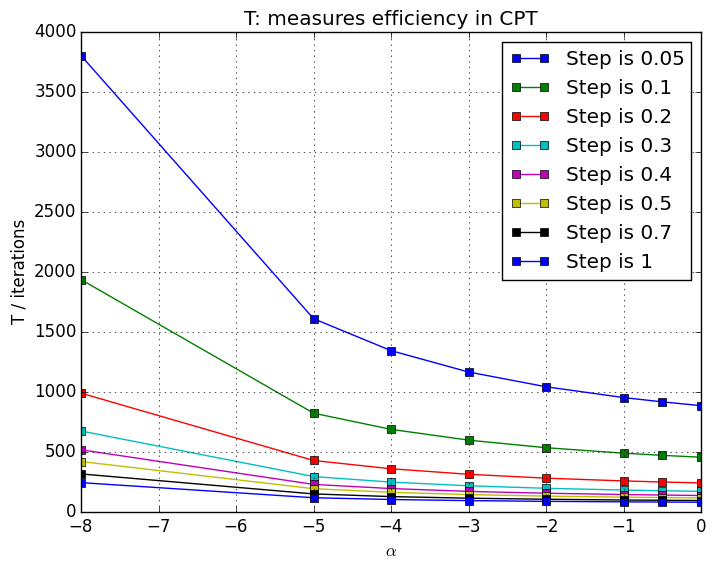 T: measures efficiency in CPT
4000
3500
3000
2500
2000
1500
1000
500
0
T / iterations
Step is 0.05
Step is 0.1
Step is 0.2
Step is 0.3
Step is 0.4
Step is 0.5
Step is 0.7
Step is 1
−8 −7 −6 −5 −4 −3 −2 −1 0
α